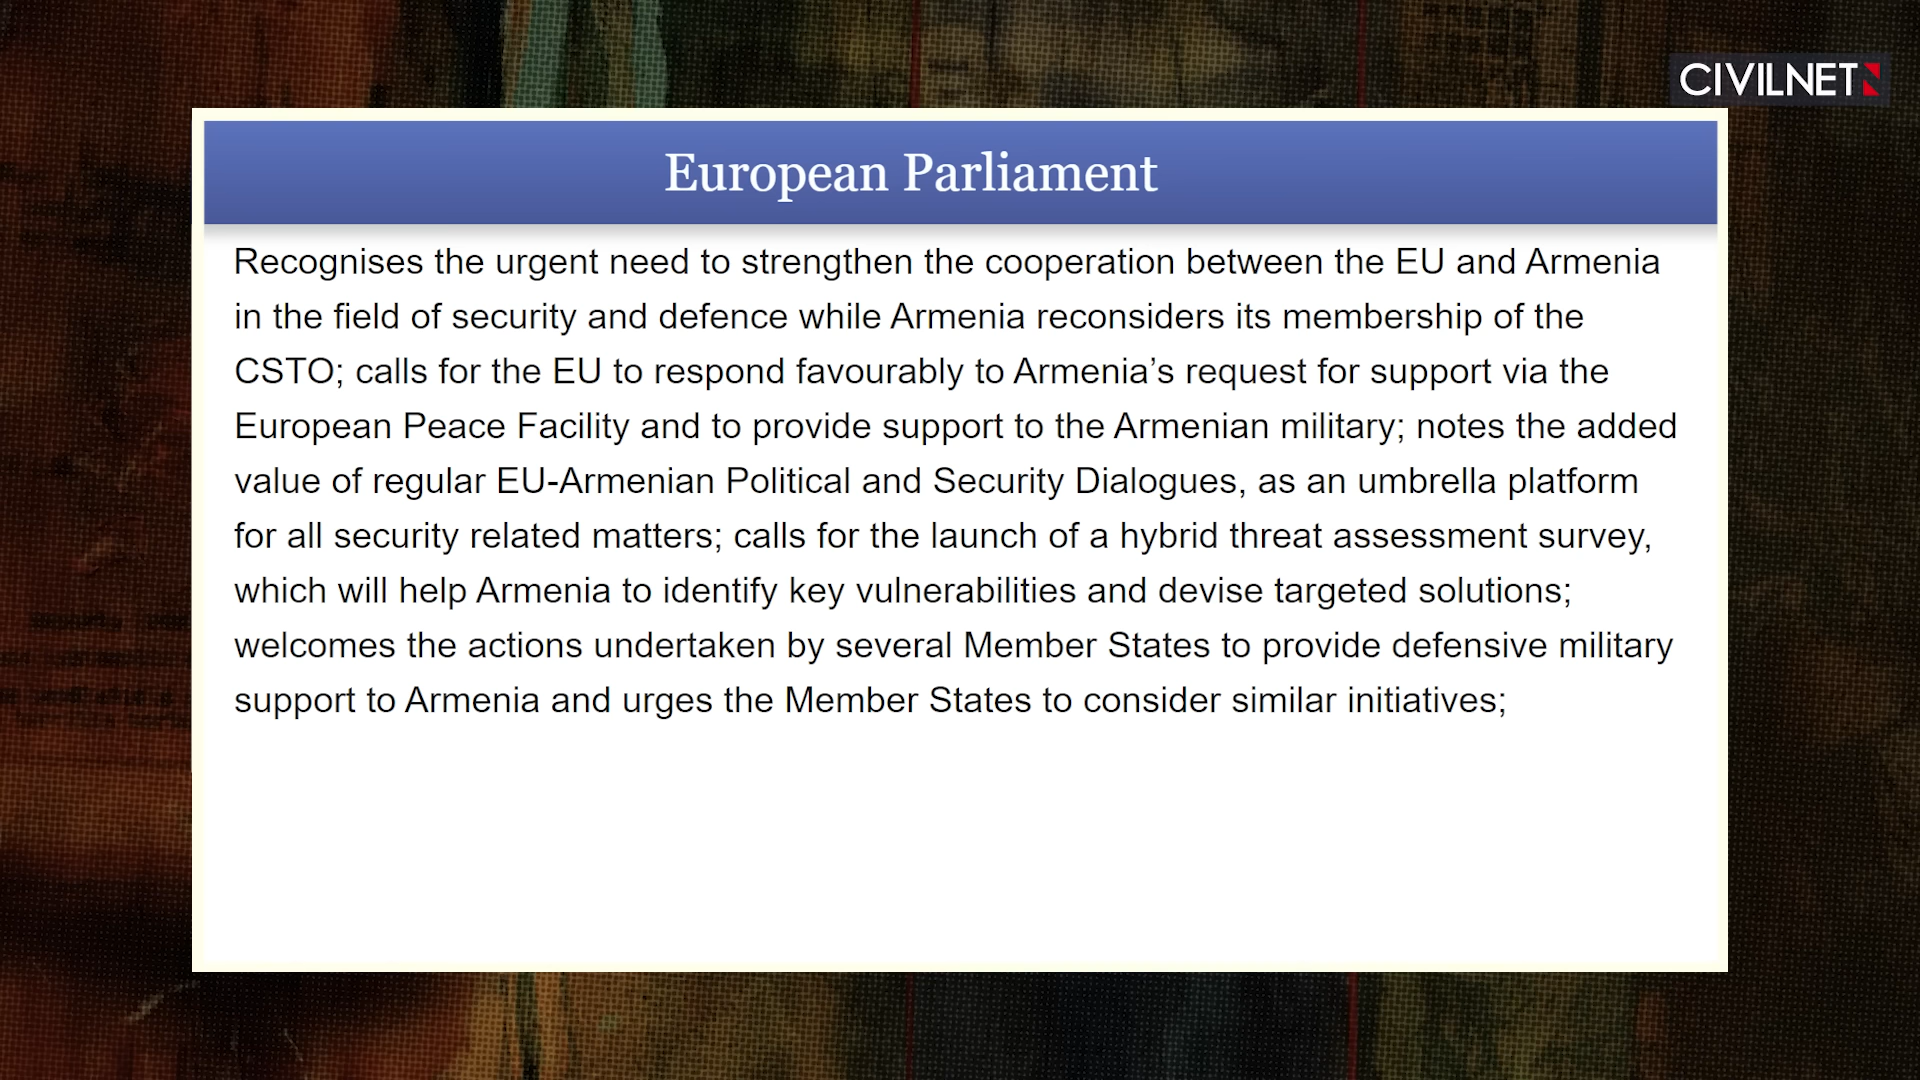 CIVILNET
European Parliament
Recognises the urgent need to strengthen the cooperation between the EU and Armenia
in the field of security and defence while Armenia reconsiders its membership of the
CSTO; calls for the EU to respond favourably to Armenia’s request for support via the
European Peace Facility and to provide support to the Armenian military; notes the added
value of regular EU-Armenian Political and Security Dialogues, as an umbrella platform
for all security related matters; calls for the launch of a hybrid threat assessment survey,
which will help Armenia to identify key vulnerabilities and devise targeted solutions;
welcomes the actions undertaken by several Member States to provide defensive military
support to Armenia and urges the Member States to consider similar initiatives;